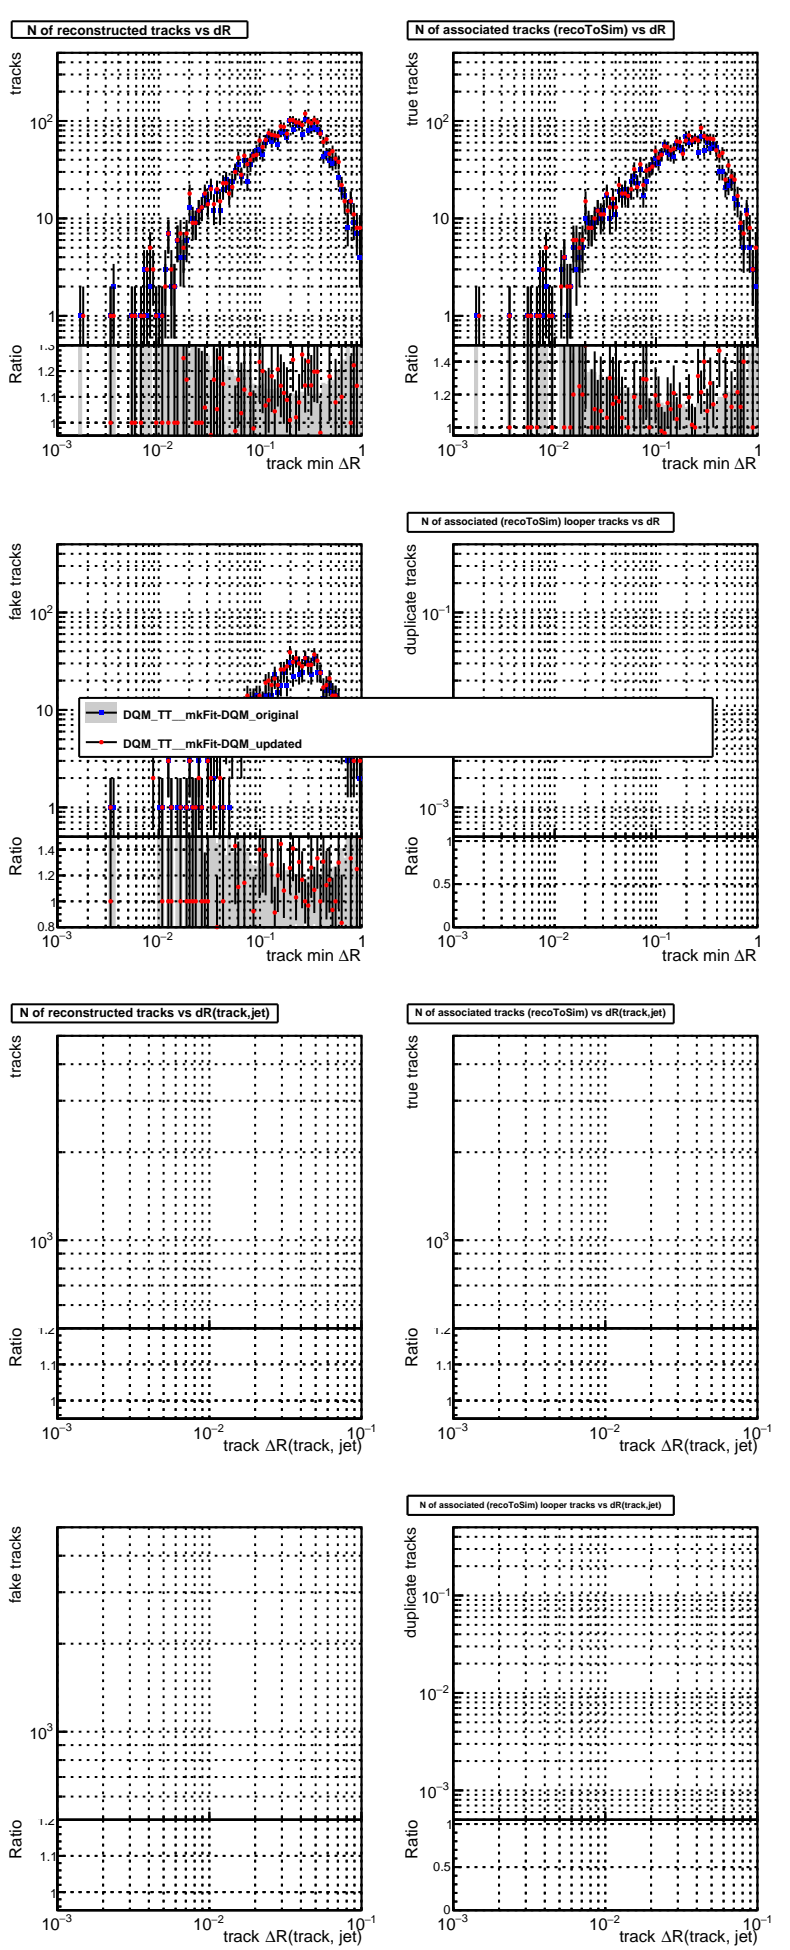 N of reconstructed tracks vs dR
N of associated tracks (recoToSim) vs dR
tracks
10²
10
1
Ratio
1.3
1.2
1.1
1
10⁻³ 10⁻² 10⁻¹ 1
track min ΔR
true tracks
10²
10
1
Ratio
1.4
1.2
1
10⁻³ 10⁻² 10⁻¹ 1
track min ΔR
N of associated (recoToSim) looper tracks vs dR
fake tracks
10²
10
1
Ratio
1.4
1.2
1
0.8
10⁻³ 10⁻² 10⁻¹ 1
track min ΔR
duplicate tracks
10⁻¹
10⁻³
Ratio
1
0.5
0
10⁻³ 10⁻² 10⁻¹ 1
track min ΔR
DQM_TT__mkFit-DQM_original
DQM_TT__mkFit-DQM_updated
N of reconstructed tracks vs dR(track,jet)
N of associated tracks (recoToSim) vs dR(track,jet)
tracks
10³
Ratio
1.2
1.1
1
10⁻³ 10⁻² 10⁻¹
track ΔR(track, jet)
true tracks
10³
Ratio
1.2
1.1
1
10⁻³ 10⁻² 10⁻¹
track ΔR(track, jet)
N of associated (recoToSim) looper tracks vs dR(track,jet)
fake tracks
10³
Ratio
1.2
1.1
1
10⁻³ 10⁻² 10⁻¹
track ΔR(track, jet)
duplicate tracks
10⁻¹
10⁻²
10⁻³
Ratio
1
0.5
0
10⁻³ 10⁻² 10⁻¹
track ΔR(track, jet)